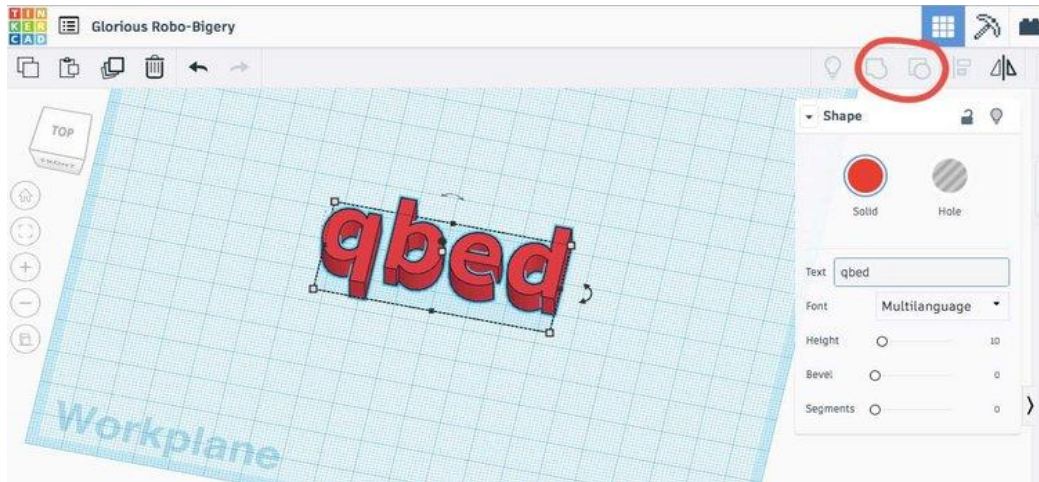 TIN
KER
CAD
Glorious Robo-Bigery
TOP
FRONT
qbed
Workplane
Shape
Solid
Hole
Text qbed
Font Multilanguage
Height 10
Bevel 0
Segments 0